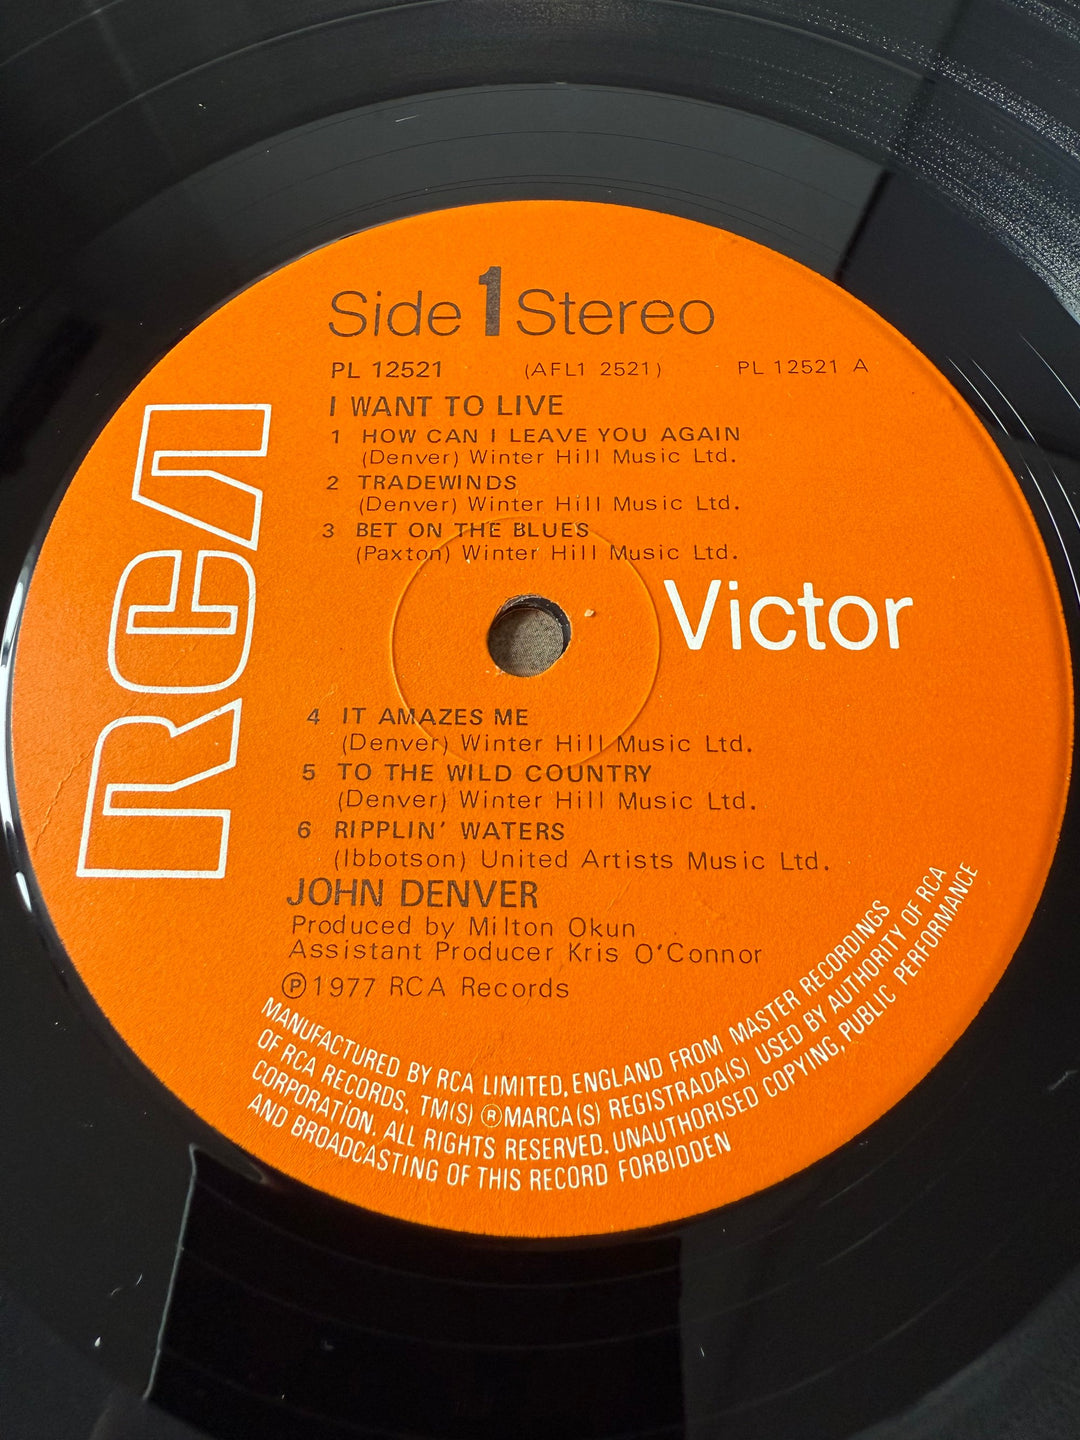 Side 1 Stereo
PL 12521 (AFL1 2521) PL 12521 A
I WANT TO LIVE
1 HOW CAN I LEAVE YOU AGAIN
(Denver) Winter Hill Music Ltd.
2 TRADEWINDS
(Denver) Winter Hill Music Ltd.
3 BET ON THE BLUES
(Paxton) Winter Hill Music Ltd.
RCA
Victor
4 IT AMAZES ME
(Denver) Winter Hill Music Ltd.
5 TO THE WILD COUNTRY
(Denver) Winter Hill Music Ltd.
6 RIPPLIN' WATERS
(Ibbotson) United Artists Music Ltd.
JOHN DENVER
Produced by Milton Okun
Assistant Producer Kris O'Connor
Ⓟ1977 RCA Records
MANUFACTURED BY RCA LIMITED, ENGLAND FROM MASTER RECORDINGS
OF RCA RECORDS. TM(S) ® MARCA(S) REGISTRADA(S) USED BY AUTHORITY OF RCA
CORPORATION. ALL RIGHTS RESERVED. UNAUTHORISED COPYING, PUBLIC PERFORMANCE
AND BROADCASTING OF THIS RECORD FORBIDDEN